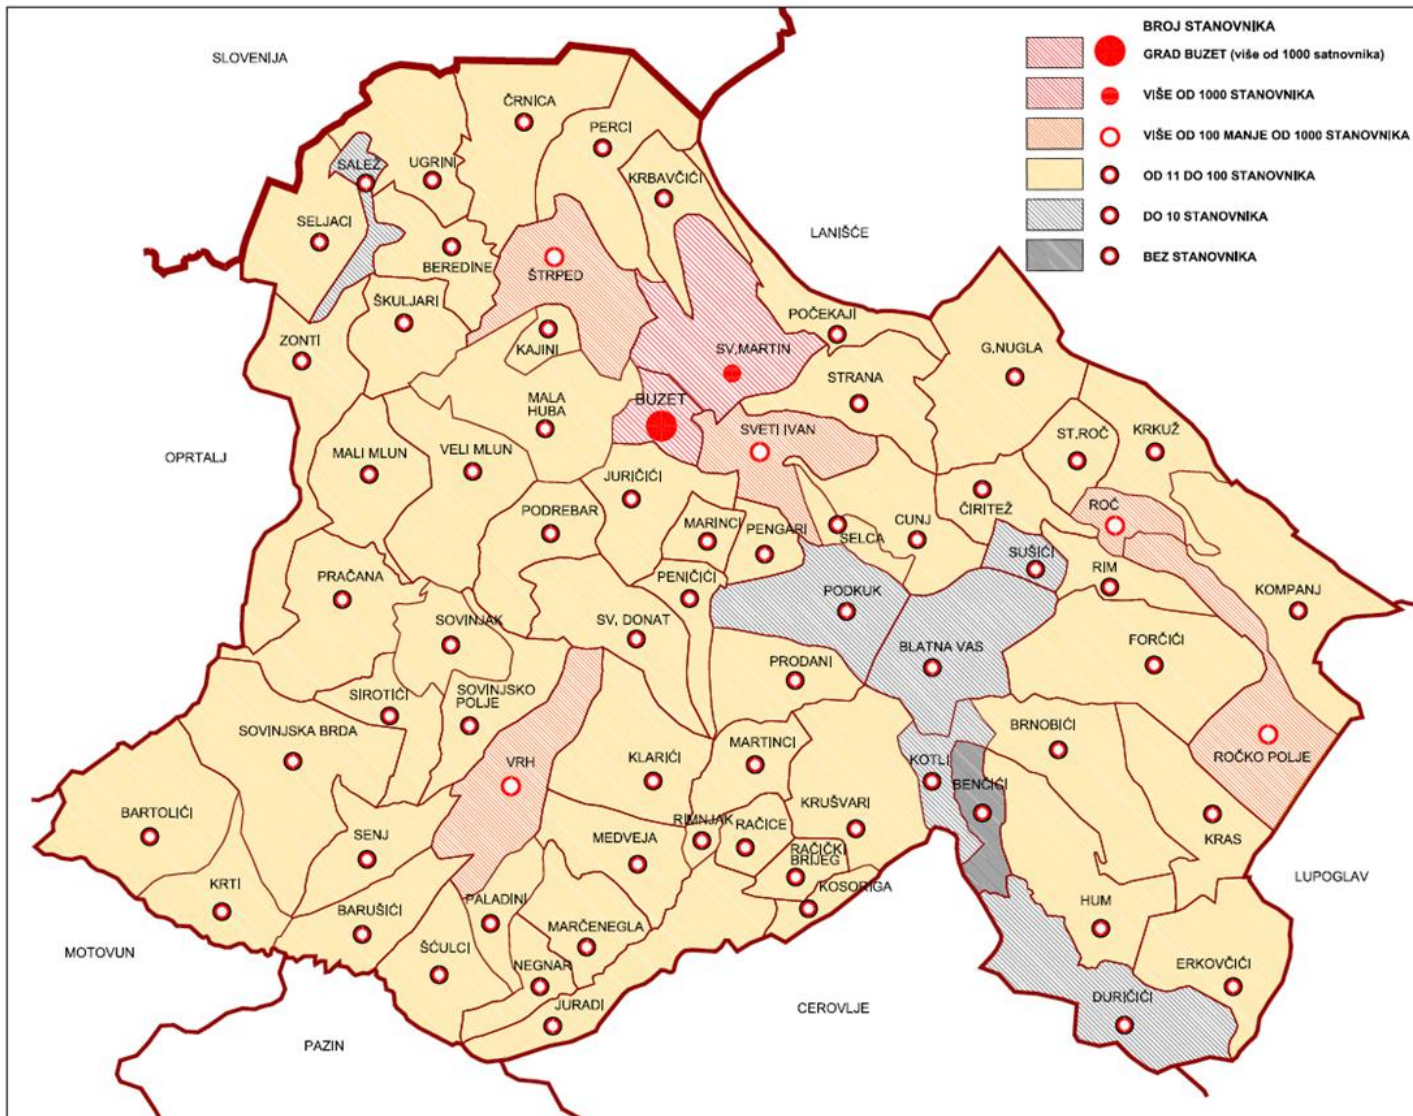 BROJ STANOVNIKA
GRAD BUZET (više od 1000 satnovnika)
VIŠE OD 1000 STANOVNIKA
VIŠE OD 100 MANJE OD 1000 STANOVNIKA
OD 11 DO 100 STANOVNIKA
DO 10 STANOVNIKA
BEZ STANOVNIKA
SLOVENIJA
ČRNICA
PERCI
SALEŽ
UGRINI
KRBAVČIĆI
SELJACI
LANIŠĆE
BEREDINE
ŠTRPED
ŠKULJARI
POČEKAJI
ZONTI
KAJINI
SV.MARTIN
G.NUGLA
STRANA
MALA
HUBA
BUZET
SVETI IVAN
ST.ROČ
KRKUŽ
OPRTALJ
MALI MLUN
VELI MLUN
JURIČIĆI
ČIRITEŽ
ROČ
PODREBAR
MARINCI
PENGARI
SELCA
CUNJ
SUŠIĆI
RIM
PRAČANA
PENIČIĆI
PODKUK
KOMPANJ
SOVINJAK
SV. DONAT
BLATNA VAS
FORČIĆI
PRODANI
SIROTIĆI
SOVINJSKO
POLJE
SOVINJSKA BRDA
BRNOBIĆI
MARTINCI
VRH
KLARIĆI
KOTLI
ROČKO POLJE
BENČIĆI
BARTOLIĆI
SENJ
MEDVEJA
RIMNJAK
RAČICE
KRUŠVARI
KRAS
RAČIČKI
BRIJEG
KOSORIGA
LUPOGLAV
KRTI
BARUŠIĆI
PALADINI
HUM
MARČENEGLA
MOTOVUN
ŠĆULCI
NEGNAR
ERKOVČIĆI
JURADI
CEROVLJE
DURIČIĆI
PAZIN